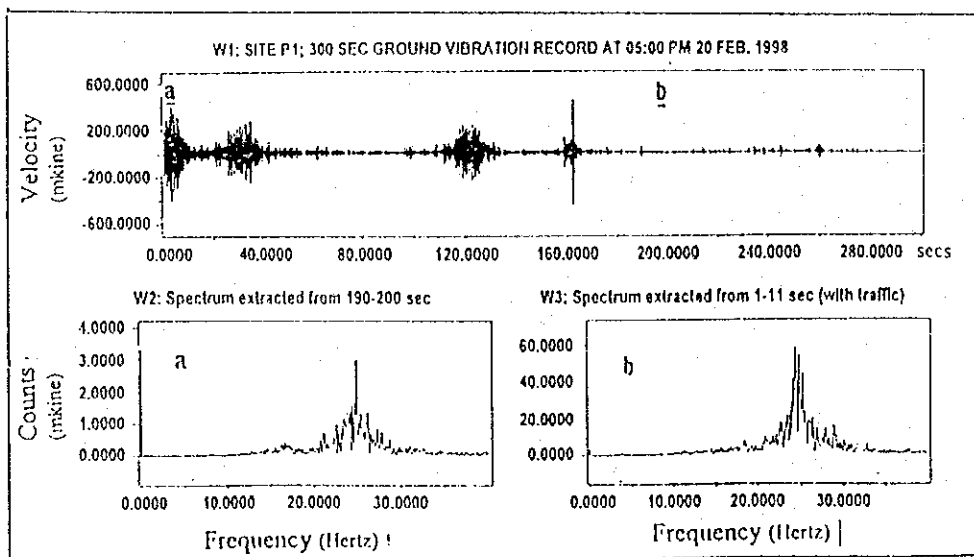 W1: SITE P1; 300 SEC GROUND VIBRATION RECORD AT 05:00 PM 20 FEB. 1998
600.0000
200.0000
-200.0000
-600.0000
Velocity
(mkine)
a
b
0.0000 40.0000 80.0000 120.0000 160.0000 200.0000 240.0000 280.0000 secs
W2: Spectrum extracted from 190-200 sec
4.0000
3.0000
2.0000
1.0000
0.0000
Counts
(mkine)
a
0.0000 10.0000 20.0000 30.0000
Frequency (Hertz)
W3; Spectrum extracted from 1-11 sec (with traffic)
60.0000
40.0000
20.0000
0.0000
b
0.0000 10.0000 20.0000 30.0000
Frequency (Hertz)